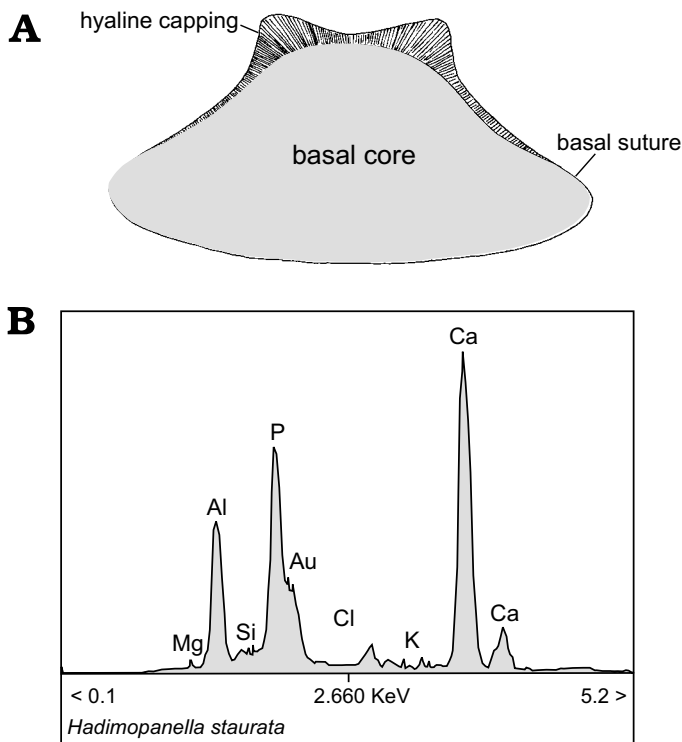 A
hyaline capping
basal core
basal suture
B
Ca
P
Al
Au
Ca
Cl
Si
K
Mg
< 0.1
2.660 KeV
5.2 >
Hadimopanella staurata